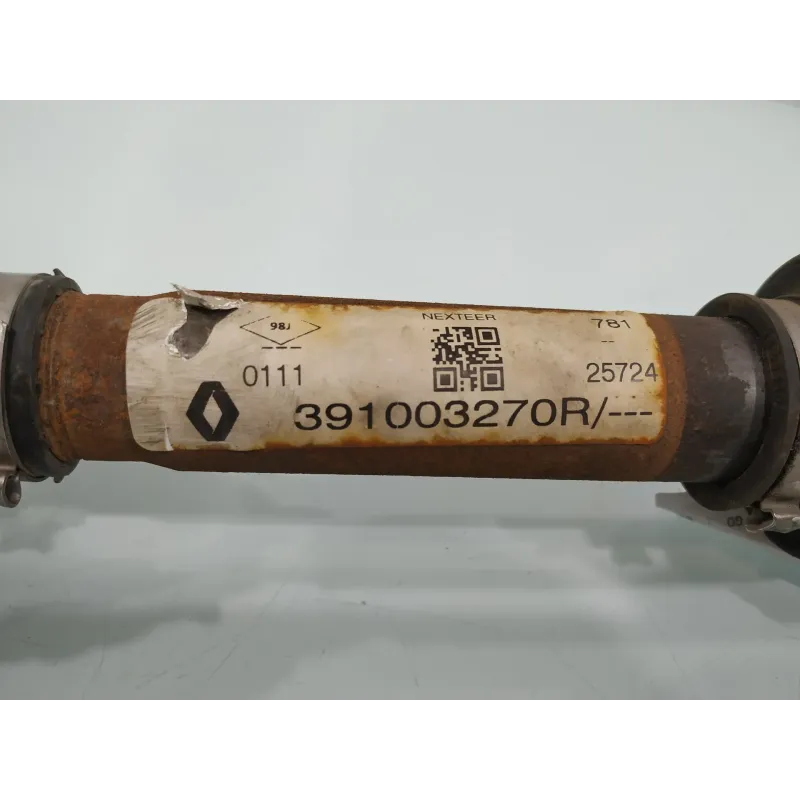 NEXTEER
781
98J
---
--
0111
25724
391003270R/---